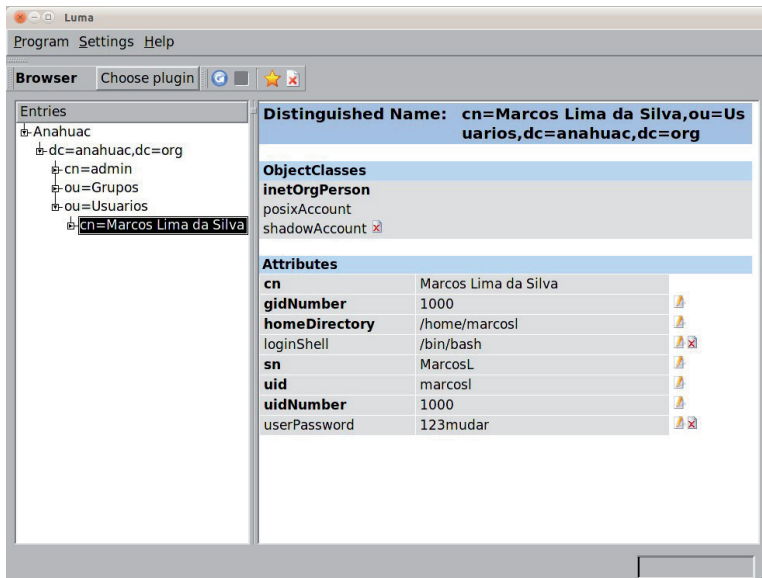 Luma
Program Settings Help
Browser Choose plugin
Entries
Anahuac
dc=anahuac,dc=org
cn=admin
ou=Grupos
ou=Usuarios
cn=Marcos Lima da Silva
Distinguished Name: cn=Marcos Lima da Silva,ou=Us
uarios,dc=anahuac,dc=org
ObjectClasses
inetOrgPerson
posixAccount
shadowAccount
Attributes
cn Marcos Lima da Silva
gidNumber 1000
homeDirectory /home/marcosl
loginShell /bin/bash
sn MarcosL
uid marcosl
uidNumber 1000
userPassword 123mudar